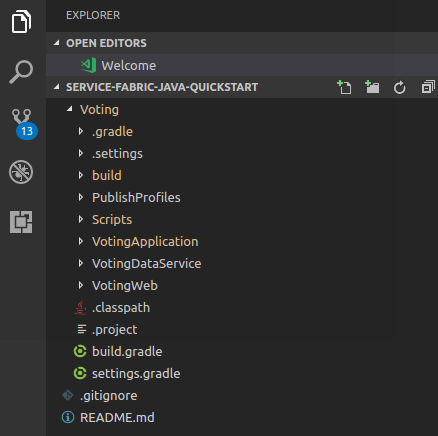 EXPLORER
OPEN EDITORS
Welcome
SERVICE-FABRIC-JAVA-QUICKSTART
Voting
.gradle
.settings
build
PublishProfiles
Scripts
VotingApplication
VotingDataService
VotingWeb
.classpath
.project
build.gradle
settings.gradle
.gitignore
README.md
13